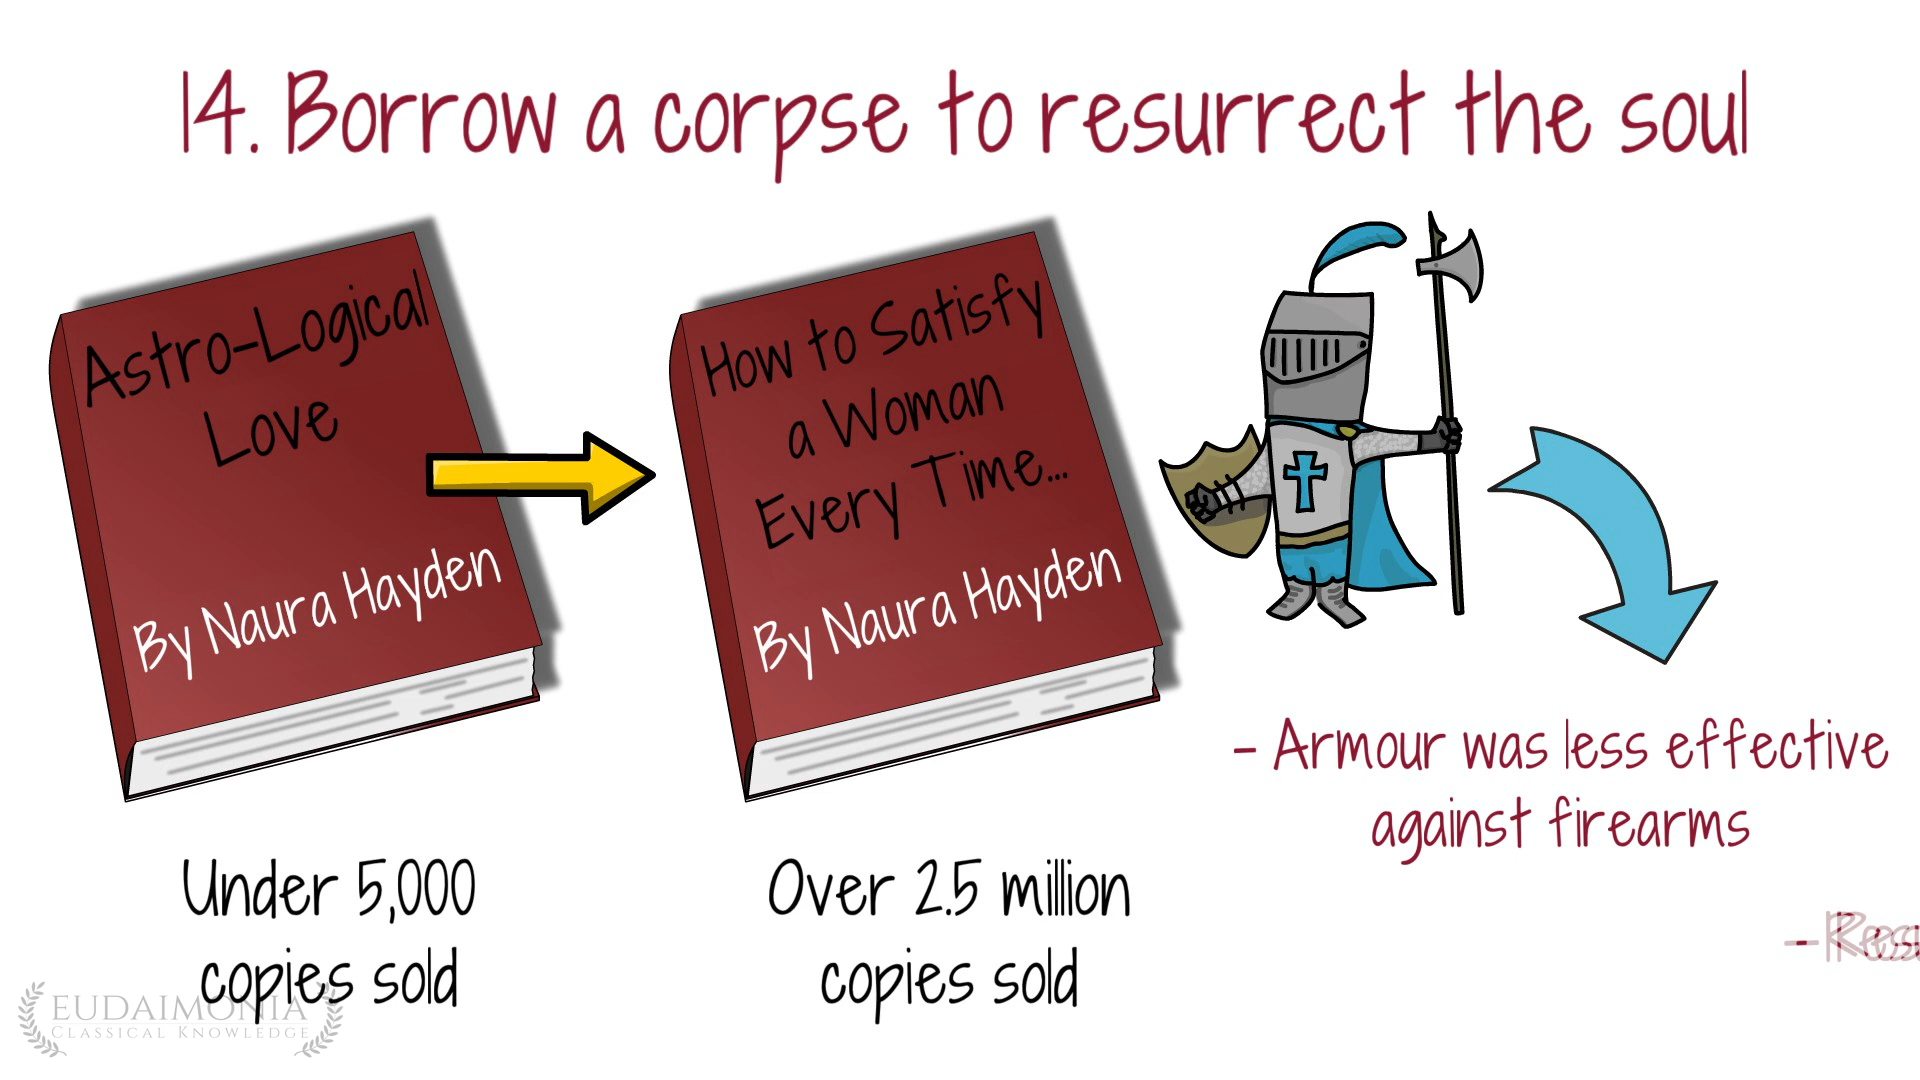 14. Borrow a corpse to resurrect the soul
Astro-Logical
Love
By Naura Hayden
Under 5,000
copies sold
How to Satisfy
a Woman
Every Time...
By Naura Hayden
Over 2.5 million
copies sold
- Armour was less effective
against firearms
EUDAIMONIA
CLASSICAL KNOWLEDGE